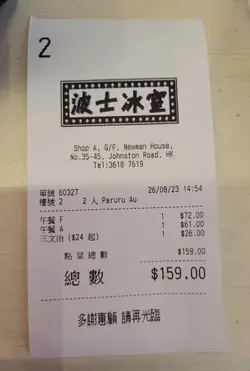 2
波士冰室
Shop A, G/F, Newman House,
No.35-45, Johnston Road, HK
Tel:3618 7619
單號 60327 26/08/23 14:54
檯號 2 2 人 Paruru Au
午餐 F 1 $72.00
午餐 A 1 $61.00
三文治 ($24 起) 1 $26.00
點菜總數 $159.00
總數 $159.00
多謝惠顧 請再光臨